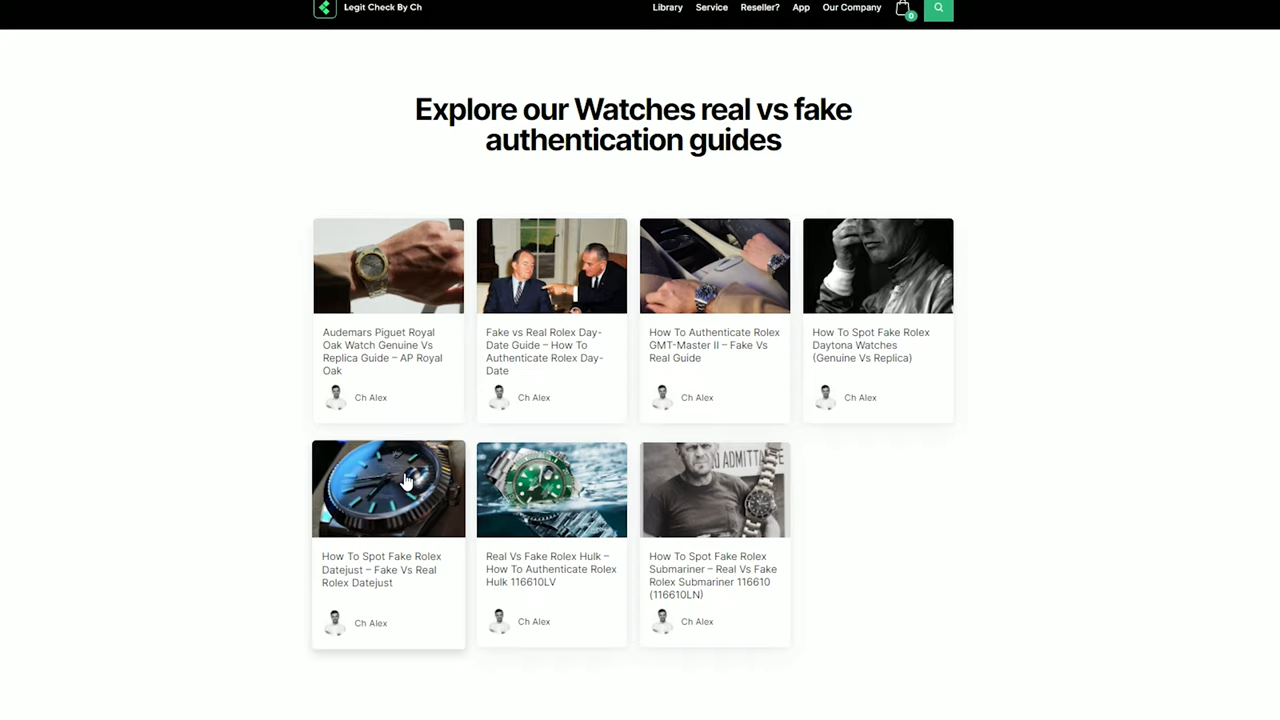 Legit Check By Ch
Library
Service
Reseller?
App
Our Company
0
Explore our Watches real vs fake
authentication guides
Audemars Piguet Royal
Oak Watch Genuine Vs
Replica Guide – AP Royal
Oak
Ch Alex
Fake vs Real Rolex Day-
Date Guide – How To
Authenticate Rolex Day-
Date
Ch Alex
How To Authenticate Rolex
GMT-Master II – Fake Vs
Real Guide
Ch Alex
How To Spot Fake Rolex
Daytona Watches
(Genuine Vs Replica)
Ch Alex
How To Spot Fake Rolex
Datejust – Fake Vs Real
Rolex Datejust
Ch Alex
Real Vs Fake Rolex Hulk –
How To Authenticate Rolex
Hulk 116610LV
Ch Alex
ADMITTA
How To Spot Fake Rolex
Submariner – Real Vs Fake
Rolex Submariner 116610
(116610LN)
Ch Alex